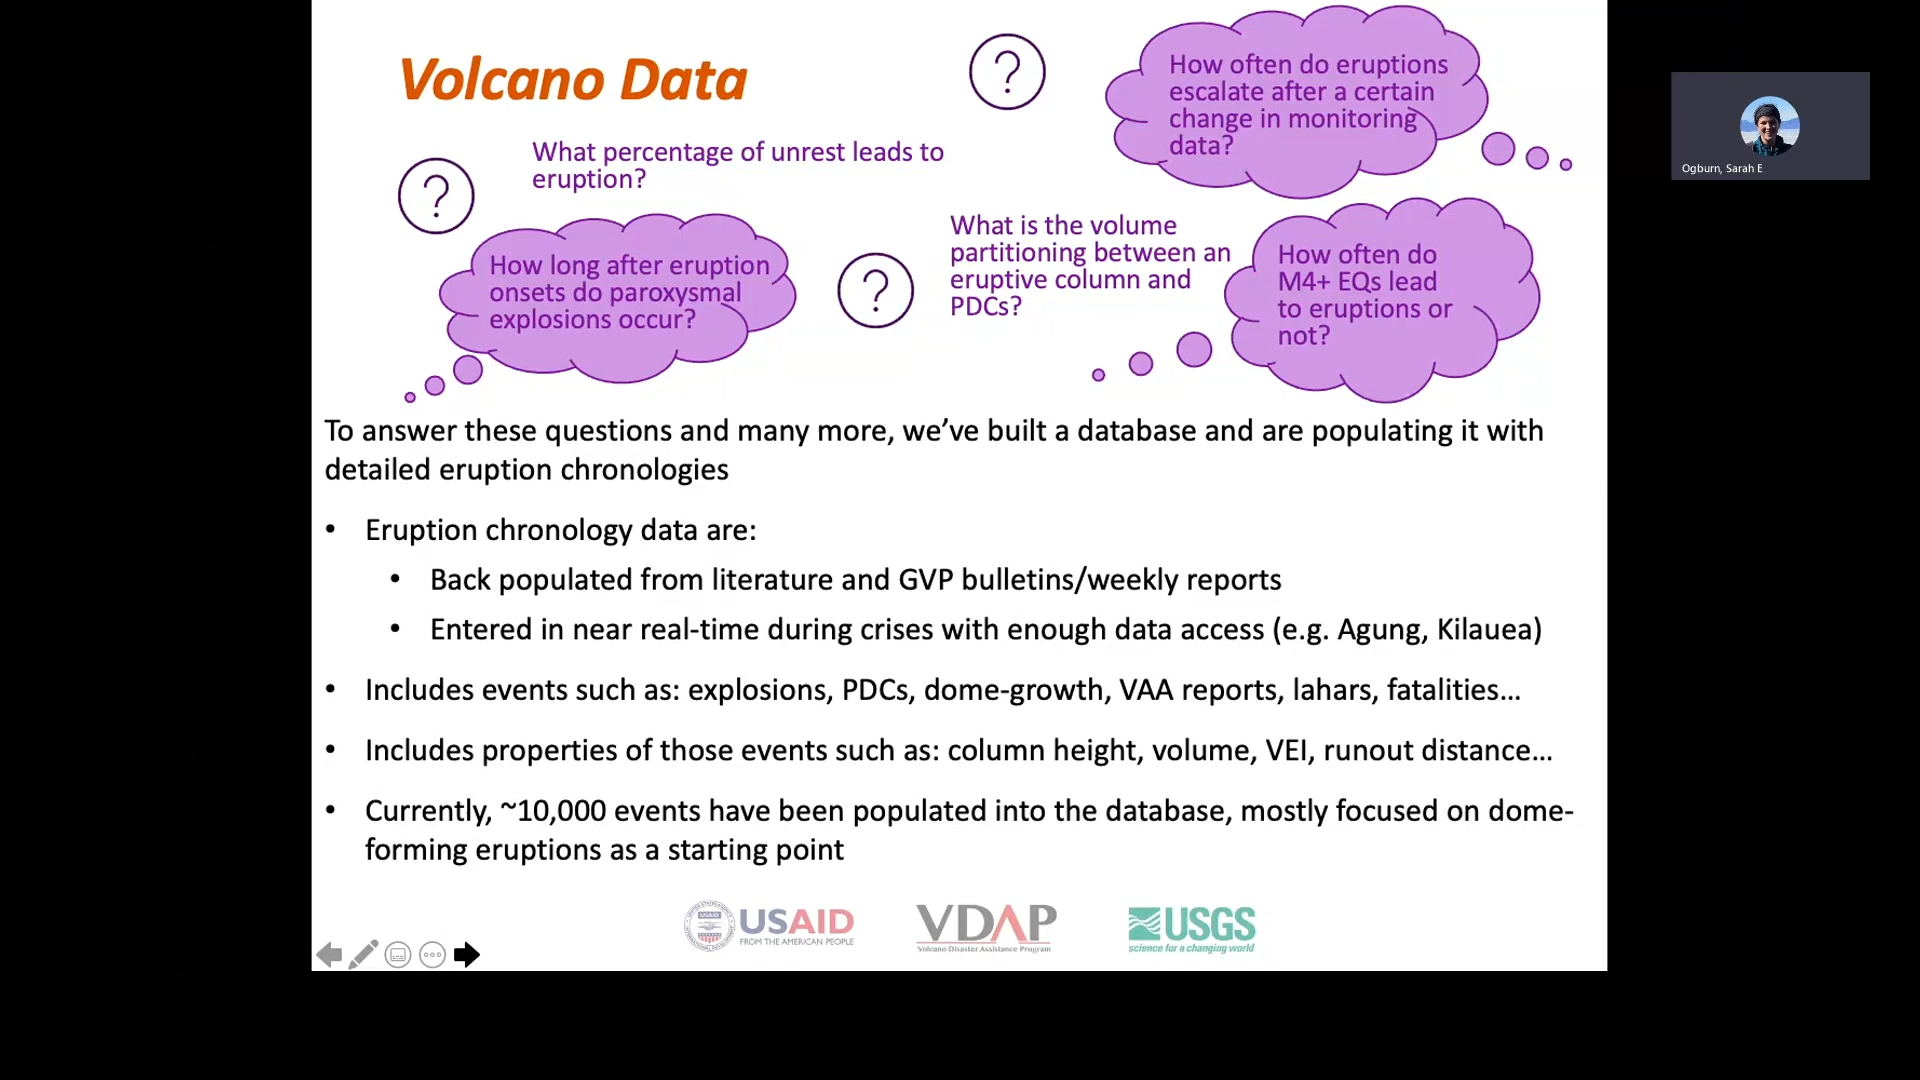 Volcano Data
?
How often do eruptions
escalate after a certain
change in monitoring
data?
What percentage of unrest leads to
eruption?
?
How long after eruption
onsets do paroxysmal
explosions occur?
?
What is the volume
partitioning between an
eruptive column and
PDCs?
How often do
M4+ EQs lead
to eruptions or
not?
To answer these questions and many more, we’ve built a database and are populating it with
detailed eruption chronologies
• Eruption chronology data are:
• Back populated from literature and GVP bulletins/weekly reports
• Entered in near real-time during crises with enough data access (e.g. Agung, Kilauea)
• Includes events such as: explosions, PDCs, dome-growth, VAA reports, lahars, fatalities…
• Includes properties of those events such as: column height, volume, VEI, runout distance…
• Currently, ~10,000 events have been populated into the database, mostly focused on dome-
forming eruptions as a starting point
USAID
FROM THE AMERICAN PEOPLE
VDAP
Volcano Disaster Assistance Program
USGS
science for a changing world
Ogburn, Sarah E